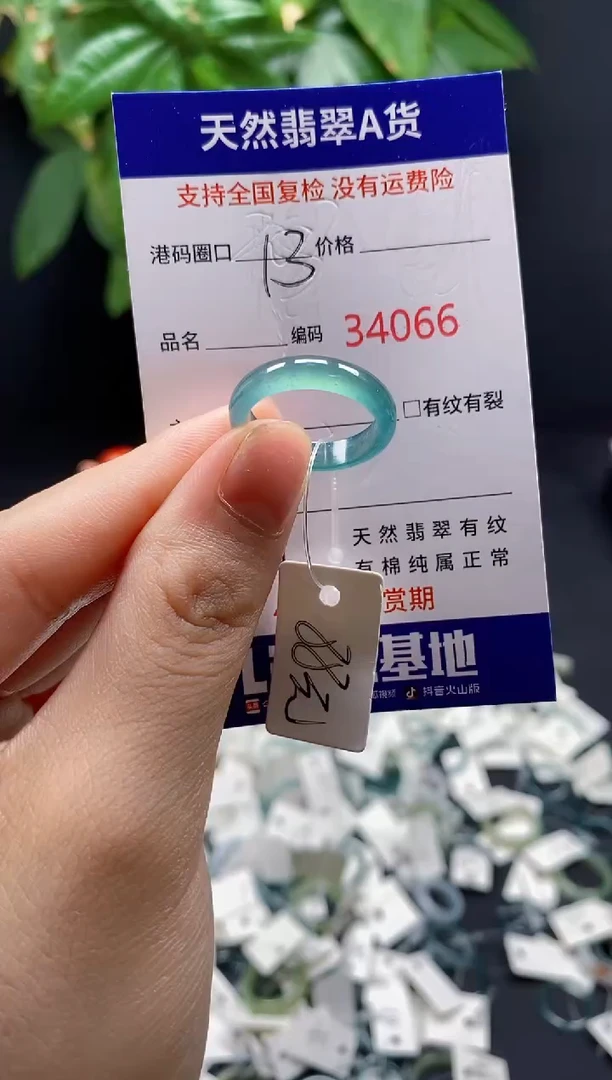 天然翡翠A货
支持全国复检 没有运费险
港码圈口 13 价格
品名 编码 34066
□有纹有裂
天然翡翠有纹
有棉纯属正常
赏期
基地
抖音火山版